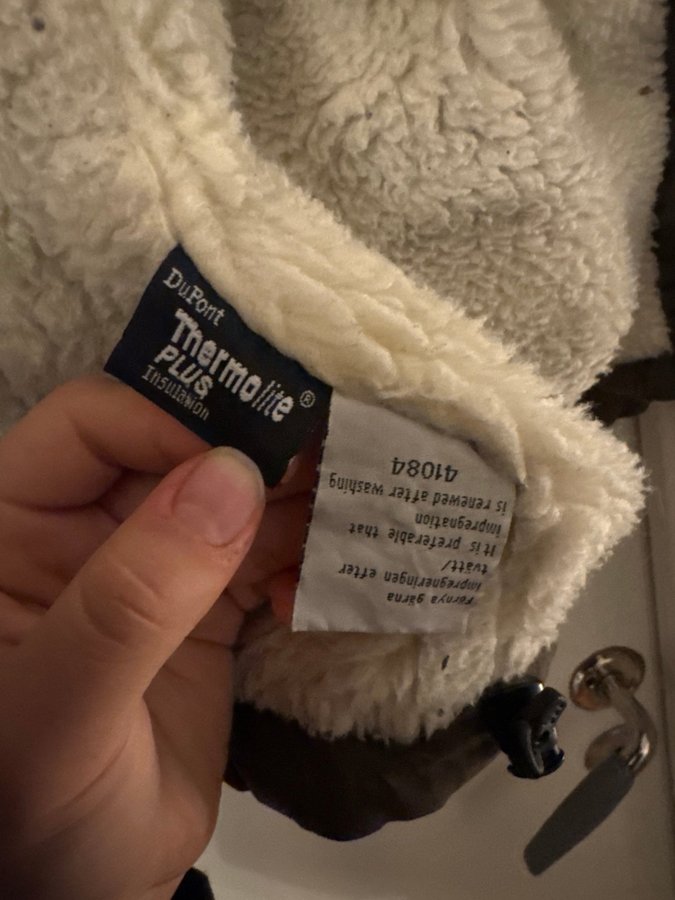 DuPont
Thermolite®
PLUS
Insulation
Förnya gärna
impregneringen efter
tvätt/
It is preferable that
impregnation
is renewed after washing
41084